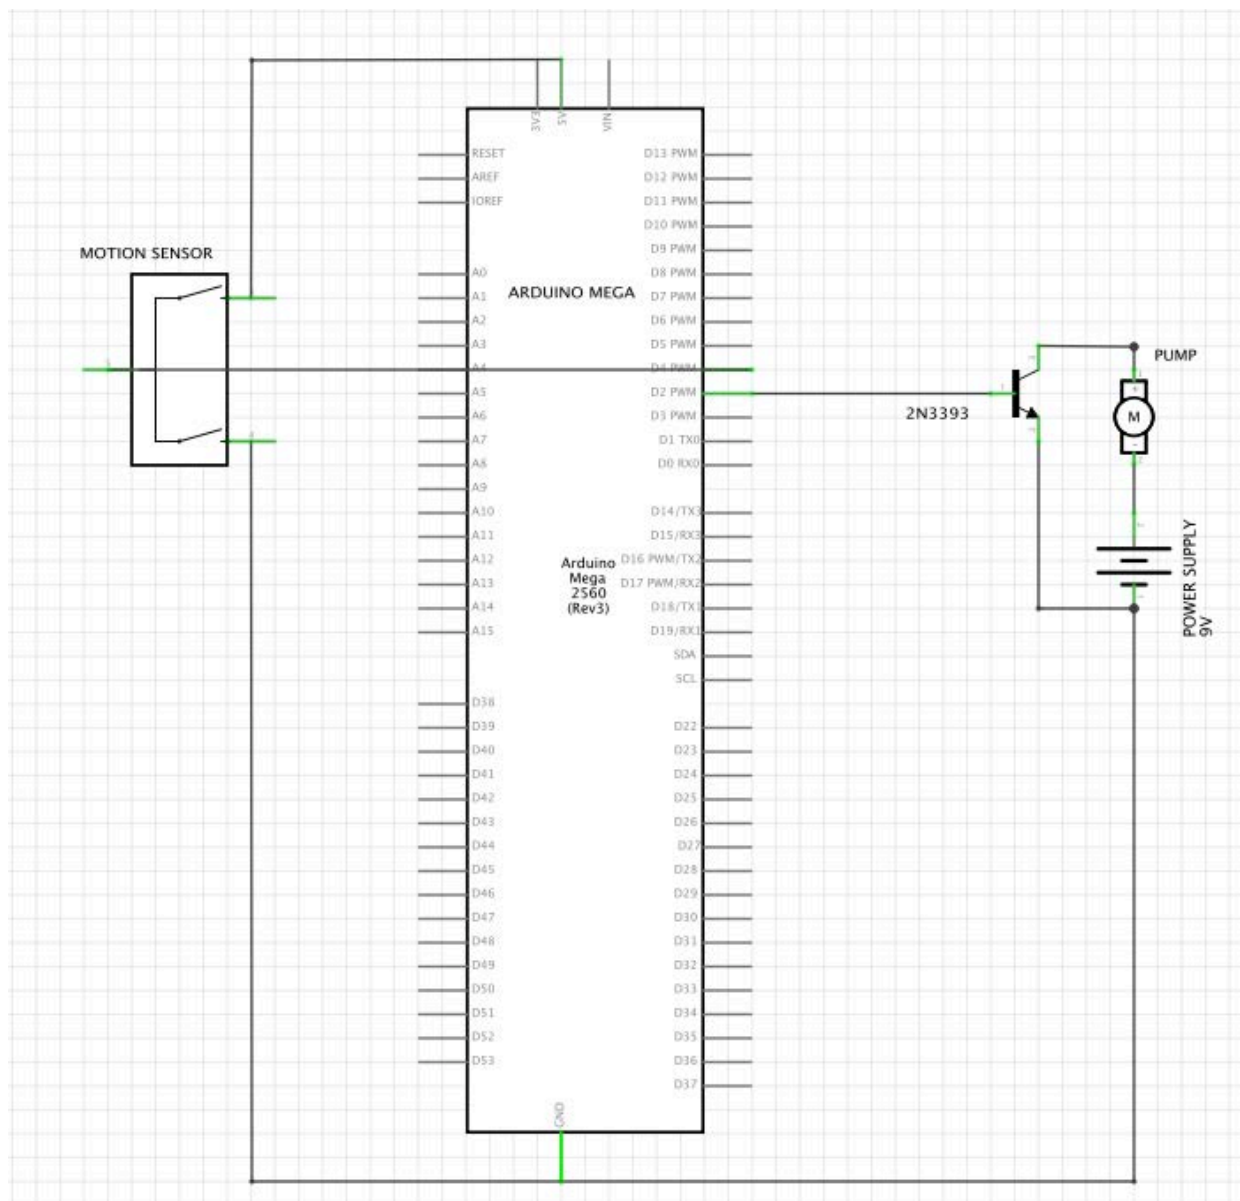 3V3
5V
VIN
RESET
AREF
IOREF
D13 PWM
D12 PWM
D11 PWM
D10 PWM
D9 PWM
D8 PWM
D7 PWM
D6 PWM
D5 PWM
D4 PWM
D2 PWM
D3 PWM
D1 TX0
D0 RX0
MOTION SENSOR
ARDUINO MEGA
A0
A1
A2
A3
A4
A5
A6
A7
A8
A9
A10
A11
A12
A13
A14
A15
D14/TX3
D15/RX3
D16 PWM/TX2
D17 PWM/RX2
D18/TX1
D19/RX1
SDA
SCL
Arduino
Mega
2560
(Rev3)
2N3393
PUMP
M
POWER SUPPLY
9V
D38
D39
D40
D41
D42
D43
D44
D45
D46
D47
D48
D49
D50
D51
D52
D53
D22
D23
D24
D25
D26
D27
D28
D29
D30
D31
D32
D33
D34
D35
D36
D37
GND